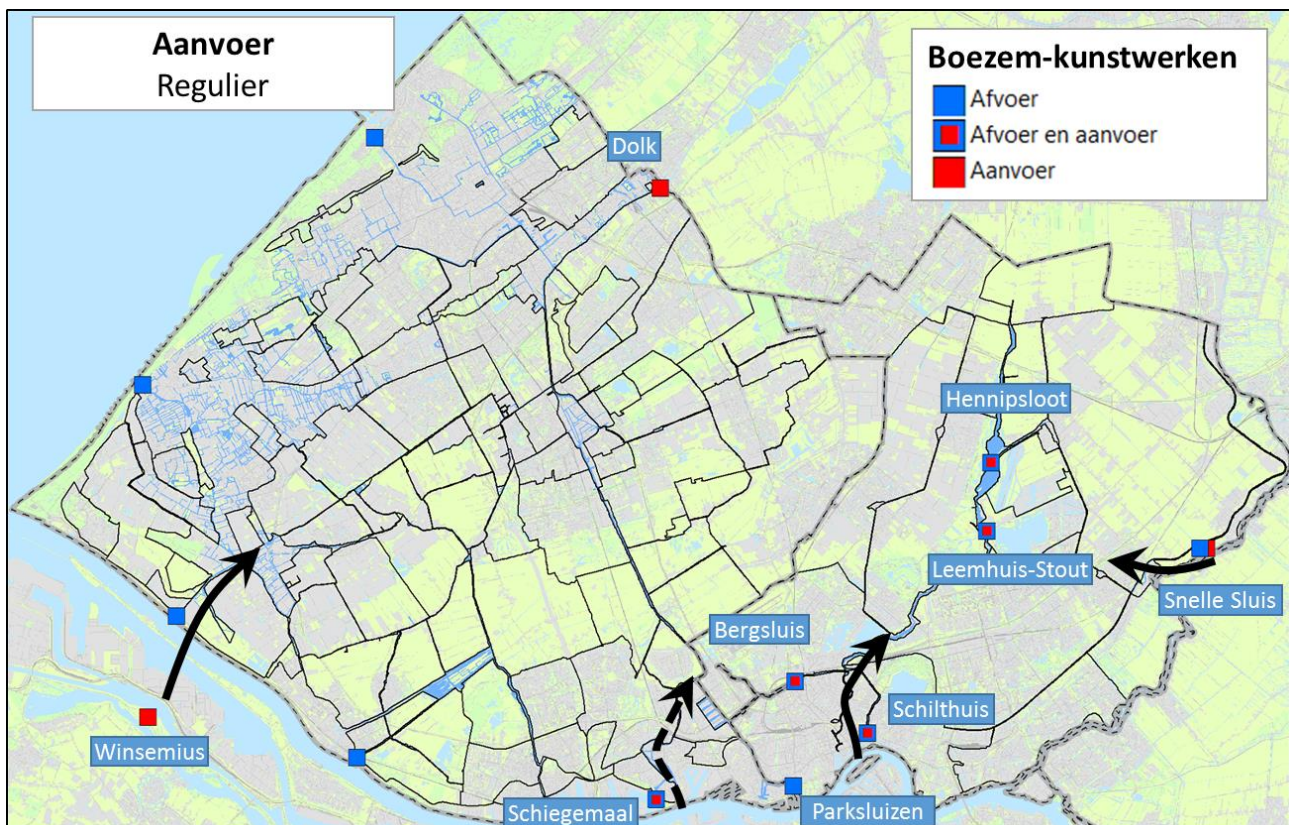 Aanvoer
Regulier
Boezem-kunstwerken
Afvoer
Afvoer en aanvoer
Aanvoer
Dolk
Hennipsloot
Leemhuis-Stout
Snelle Sluis
Bergsluis
Schilthuis
Winsemius
Schiegemaal
Parksluizen